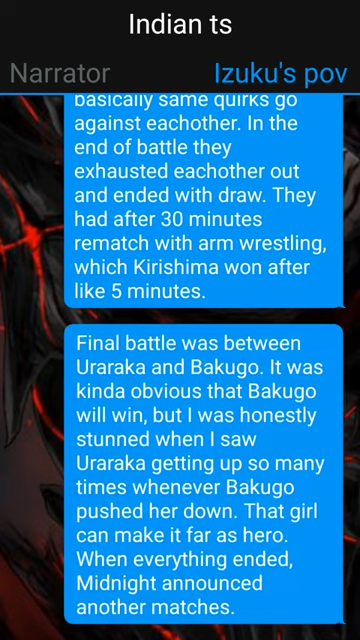 Indian ts
Narrator
Izuku's pov
basically same quirks go
against eachother. In the
end of battle they
exhausted eachother out
and ended with draw. They
had after 30 minutes
rematch with arm wrestling,
which Kirishima won after
like 5 minutes.
Final battle was between
Uraraka and Bakugo. It was
kinda obvious that Bakugo
will win, but I was honestly
stunned when I saw
Uraraka getting up so many
times whenever Bakugo
pushed her down. That girl
can make it far as hero.
When everything ended,
Midnight announced
another matches.